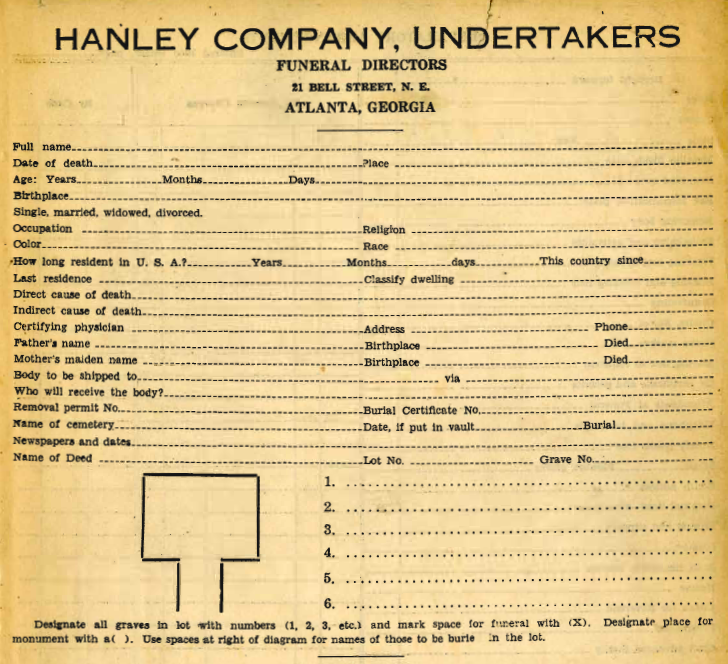 HANLEY COMPANY, UNDERTAKERS
FUNERAL DIRECTORS
21 BELL STREET, N. E.
ATLANTA, GEORGIA
Full name
Date of death Place
Age: Years Months Days
Birthplace
Single, married, widowed, divorced.
Occupation Religion
Color Race
How long resident in U. S. A.? Years Months days This country since
Last residence Classify dwelling
Direct cause of death
Indirect cause of death
Certifying physician Address Phone
Father's name Birthplace Died
Mother's maiden name Birthplace Died
Body to be shipped to via
Who will receive the body?
Removal permit No. Burial Certificate No.
Name of cemetery Date, if put in vault Burial
Newspapers and dates
Name of Deed Lot No. Grave No.
1.
2.
3.
4.
5.
6.
Designate all graves in lot with numbers (1, 2, 3, etc.) and mark space for funeral with (X). Designate place for
monument with a( ). Use spaces at right of diagram for names of those to be burie in the lot.